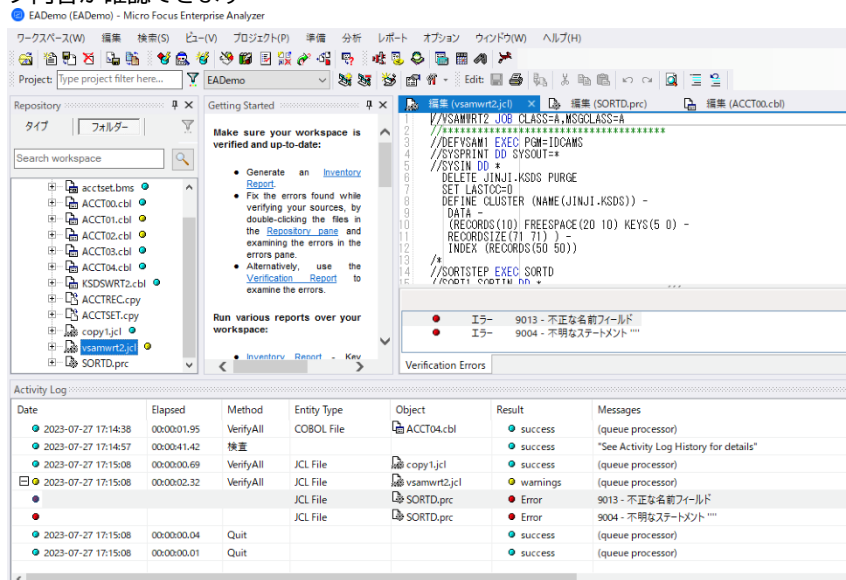 EADemo (EADemo) - Micro Focus Enterprise Analyzer
ワークスペース(W) 編集 検索(S) ビュー(V) プロジェクト(P) 準備 分析 レポート オプション ウィンドウ(W) ヘルプ(H)
Project: Type project filter here... EADemo Edit:
Repository
タイプ フォルダー
Search workspace
acctset.bms
ACCT00.cbl
ACCT01.cbl
ACCT02.cbl
ACCT03.cbl
ACCT04.cbl
KSDSWRT2.cbl
ACCTREC.cpy
ACCTSET.cpy
copy1.jcl
vsamwrt2.jcl
SORTD.prc
Getting Started
Make sure your workspace is
verified and up-to-date:
Generate an Inventory
Report.
Fix the errors found while
verifying your sources, by
double-clicking the files in
the Repository pane and
examining the errors in the
errors pane.
Alternatively, use the
Verification Report to
examine the errors.
Run various reports over your
workspace:
Inventory Report - Key
編集 (vsamwrt2.jcl) × 編集 (SORTD.prc) 編集 (ACCT00.cbl)
1 //VSAMWRT2 JOB CLASS=A,MSGCLASS=A
2 //****************************************
3 //DEFVSAM1 EXEC PGM=IDCAMS
4 //SYSPRINT DD SYSOUT=*
5 //SYSIN DD *
6 DELETE JINJI.KSDS PURGE
7 SET LASTCC=0
8 DEFINE CLUSTER (NAME(JINJI.KSDS)) -
9 DATA -
10 (RECORDS(10) FREESPACE(20 10) KEYS(5 0) -
11 RECORDSIZE(71 71) ) -
12 INDEX (RECORDS(50 50))
13 /*
14 //SORTSTEP EXEC SORTD
15 //SORT1.SORTIN DD *
エラー 9013 - 不正な名前フィールド
エラー 9004 - 不明なステートメント ""
Verification Errors
Activity Log
Date Elapsed Method Entity Type Object Result Messages
2023-07-27 17:14:38 00:00:01.95 VerifyAll COBOL File ACCT04.cbl success (queue processor)
2023-07-27 17:14:57 00:00:41.42 検査 success "See Activity Log History for details"
2023-07-27 17:15:08 00:00:00.69 VerifyAll JCL File copy1.jcl success (queue processor)
2023-07-27 17:15:08 00:00:02.32 VerifyAll JCL File vsamwrt2.jcl warnings (queue processor)
JCL File SORTD.prc Error 9013 - 不正な名前フィールド
JCL File SORTD.prc Error 9004 - 不明なステートメント ""
2023-07-27 17:15:08 00:00:00.04 Quit success (queue processor)
2023-07-27 17:15:08 00:00:00.01 Quit success (queue processor)